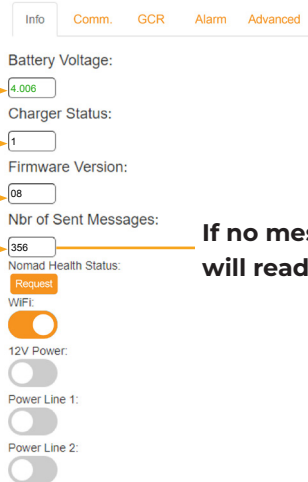 Info Comm. GCR Alarm Advanced
Battery Voltage:
4.006
Charger Status:
1
Firmware Version:
08
Nbr of Sent Messages:
356
If no mes
will read
Nomad Health Status:
Request
WiFi:
12V Power:
Power Line 1:
Power Line 2: